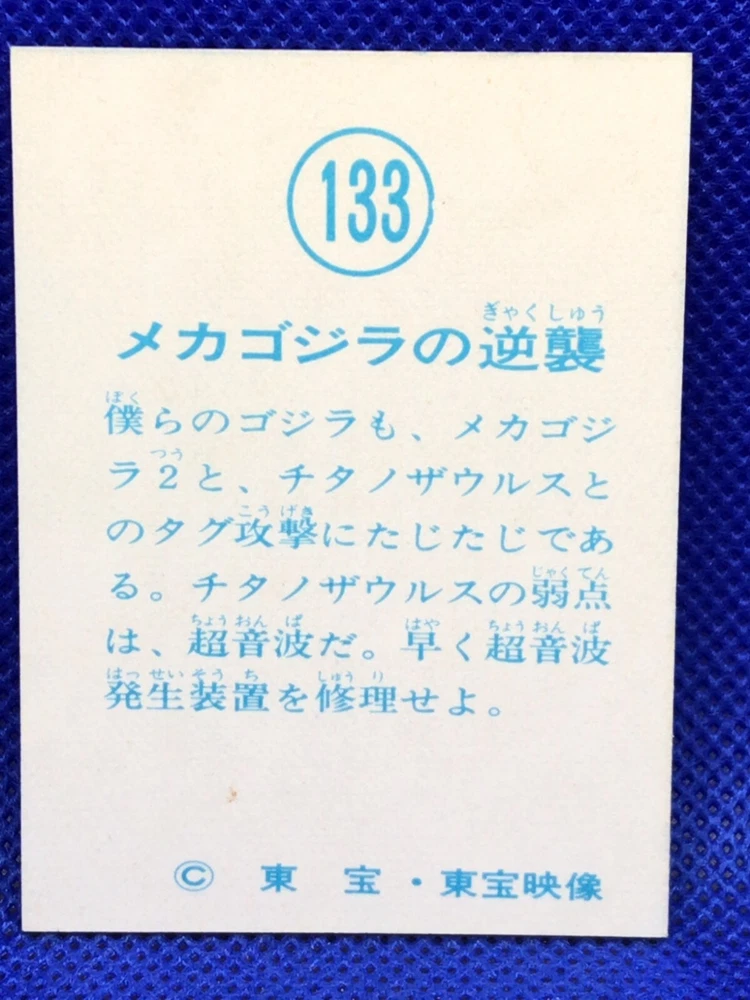 133
メカゴジラの逆襲
僕らのゴジラも、メカゴジ
ラ2と、チタノザウルスと
のタグ攻撃にたじたじであ
る。チタノザウルスの弱点
は、超音波だ。早く超音波
発生装置を修理せよ。
© 東宝・東宝映像